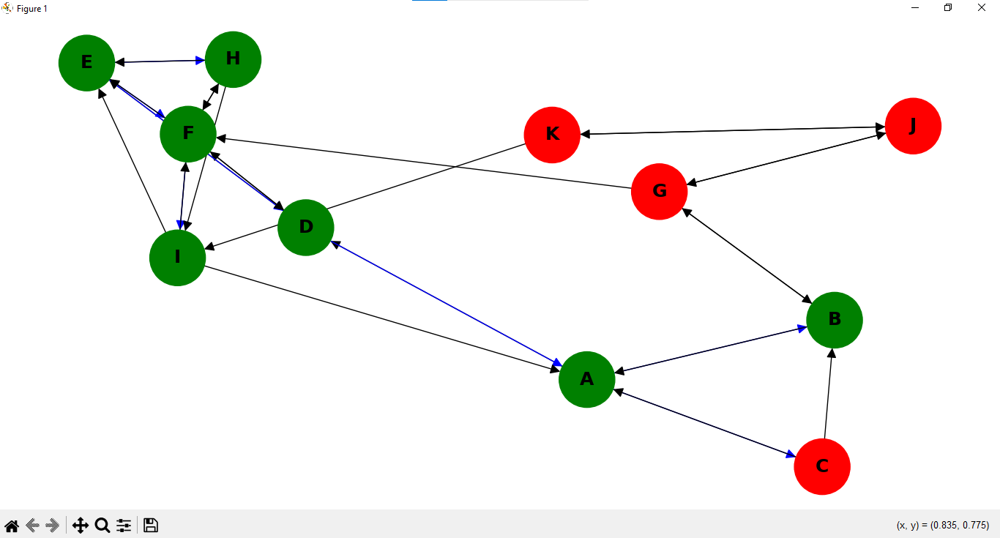 Figure 1
E
H
F
K
J
G
D
I
B
A
C
(x, y) = (0.835, 0.775)